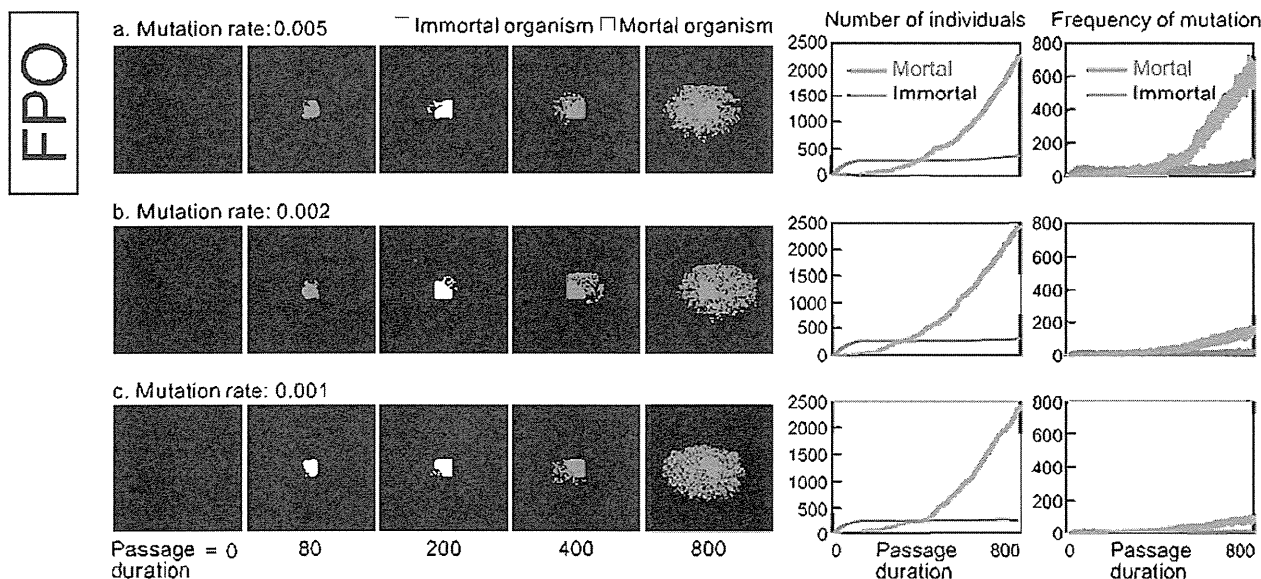 FPO
a. Mutation rate: 0.005
Immortal organism Mortal organism
Number of individuals
Frequency of mutation
2500
2000
1500
1000
500
0
Mortal
Immortal
800
600
400
200
0
Mortal
Immortal
b. Mutation rate: 0.002
2500
2000
1500
1000
500
0
800
600
400
200
0
c. Mutation rate: 0.001
2500
2000
1500
1000
500
0
800
600
400
200
0
Passage = 0 80 200 400 800
duration
0 Passage 800
duration
0 Passage 800
duration